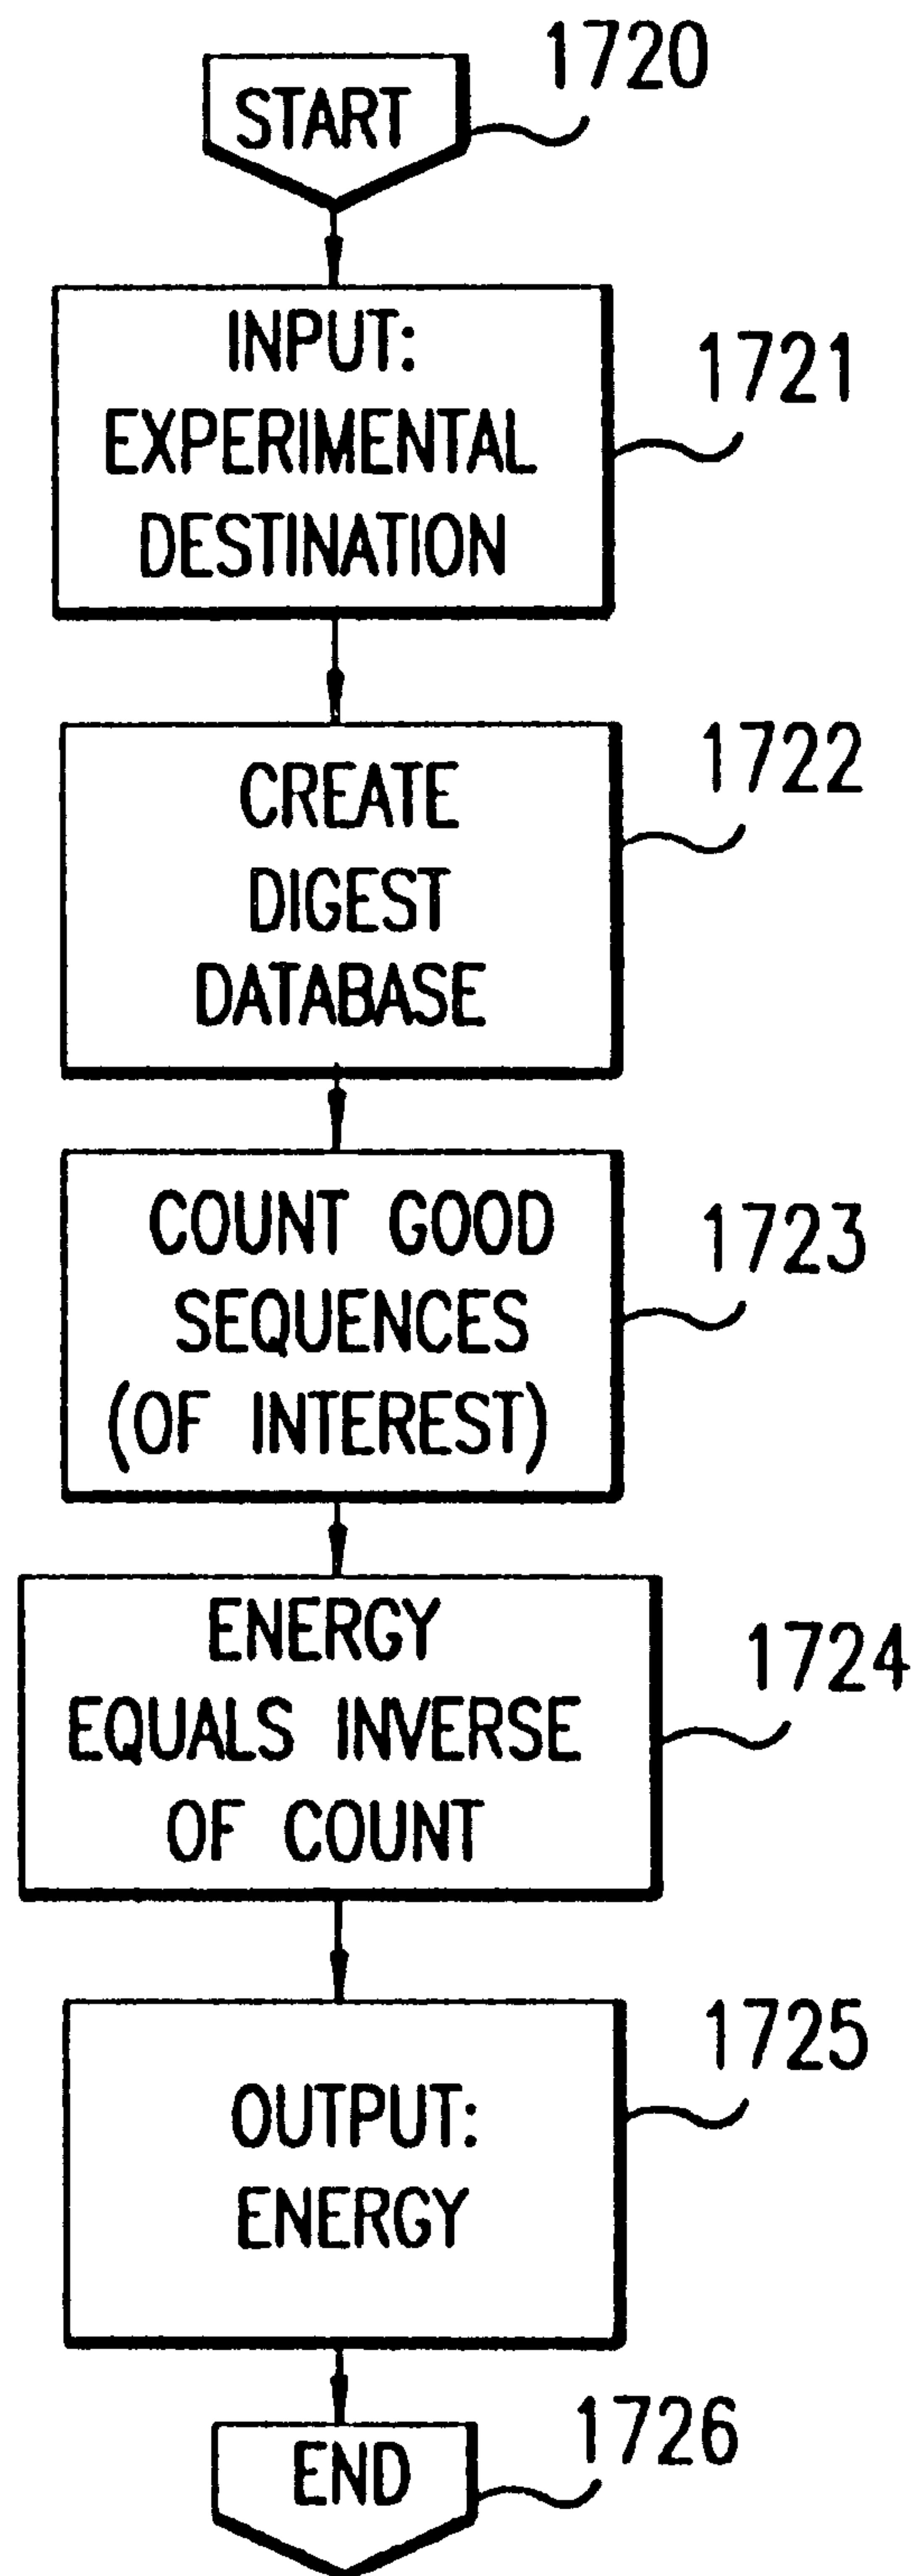 1720
START
1721
INPUT:
EXPERIMENTAL
DESTINATION
1722
CREATE
DIGEST
DATABASE
1723
COUNT GOOD
SEQUENCES
(OF INTEREST)
1724
ENERGY
EQUALS INVERSE
OF COUNT
1725
OUTPUT:
ENERGY
1726
END